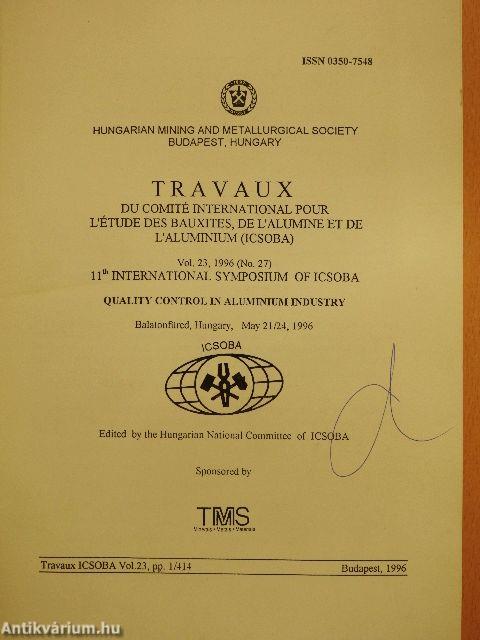 ISSN 0350-7548
HUNGARIAN MINING AND METALLURGICAL SOCIETY
BUDAPEST, HUNGARY
TRAVAUX
DU COMITÉ INTERNATIONAL POUR
L'ÉTUDE DES BAUXITES, DE L'ALUMINE ET DE
L'ALUMINIUM (ICSOBA)
Vol. 23, 1996 (No. 27)
11th INTERNATIONAL SYMPOSIUM OF ICSOBA
QUALITY CONTROL IN ALUMINIUM INDUSTRY
Balatonfüred, Hungary, May 21/24, 1996
ICSOBA
Edited by the Hungarian National Committee of ICSOBA
Sponsored by
TMS
Minerals · Metals · Materials
Travaux ICSOBA Vol.23, pp. 1/414 Budapest, 1996
Antikvárium.hu